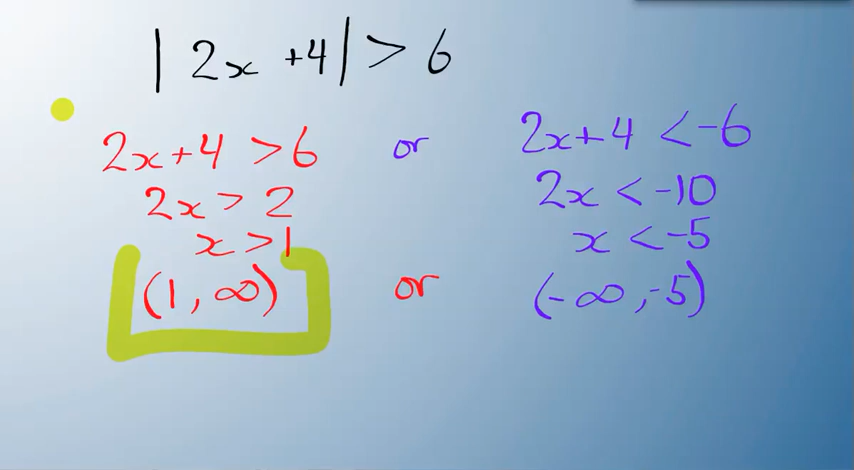 |2x+4|>6
2x+4>6 or 2x+4<-6
2x>2 2x<-10
x>1 x<-5
(1,∞) or (-∞,-5)